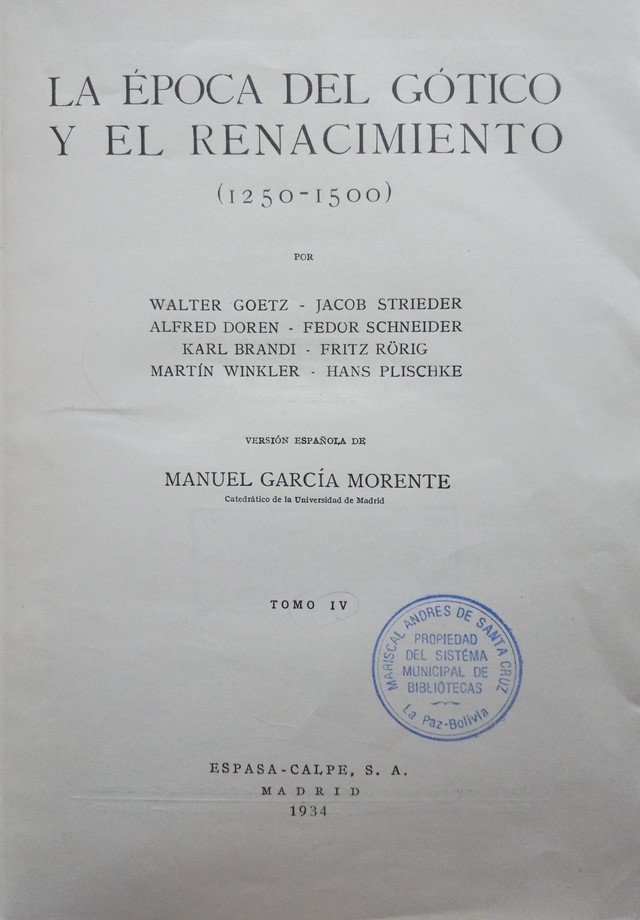 LA ÉPOCA DEL GÓTICO
Y EL RENACIMIENTO
(1250-1500)
POR
WALTER GOETZ - JACOB STRIEDER
ALFRED DOREN - FEDOR SCHNEIDER
KARL BRANDI - FRITZ RÖRIG
MARTÍN WINKLER - HANS PLISCHKE
VERSIÓN ESPAÑOLA DE
MANUEL GARCÍA MORENTE
Catedrático de la Universidad de Madrid
TOMO IV
MARISCAL ANDRES DE SANTA CRUZ
PROPIEDAD
DEL SISTÉMA
MUNICIPAL DE
BIBLIÓTECAS
La Paz-Bolivia
ESPASA-CALPE, S. A.
MADRID
1934